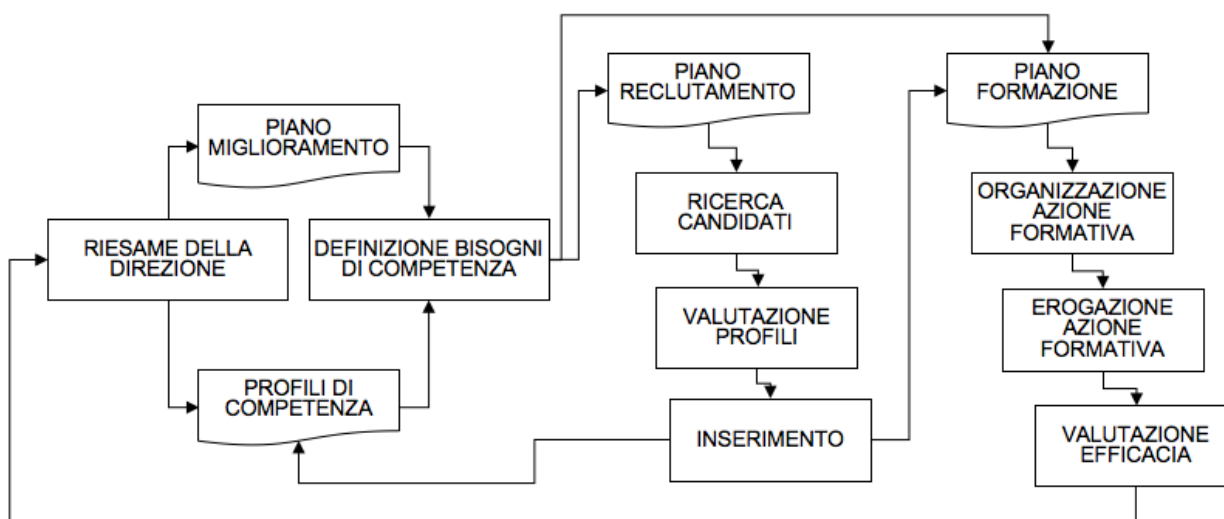 PIANO
MIGLIORAMENTO
RIESAME DELLA
DIREZIONE
PROFILI DI
COMPETENZA
DEFINIZIONE BISOGNI
DI COMPETENZA
PIANO
RECLUTAMENTO
RICERCA
CANDIDATI
VALUTAZIONE
PROFILI
INSERIMENTO
PIANO
FORMAZIONE
ORGANIZZAZIONE
AZIONE
FORMATIVA
EROGAZIONE
AZIONE
FORMATIVA
VALUTAZIONE
EFFICACIA